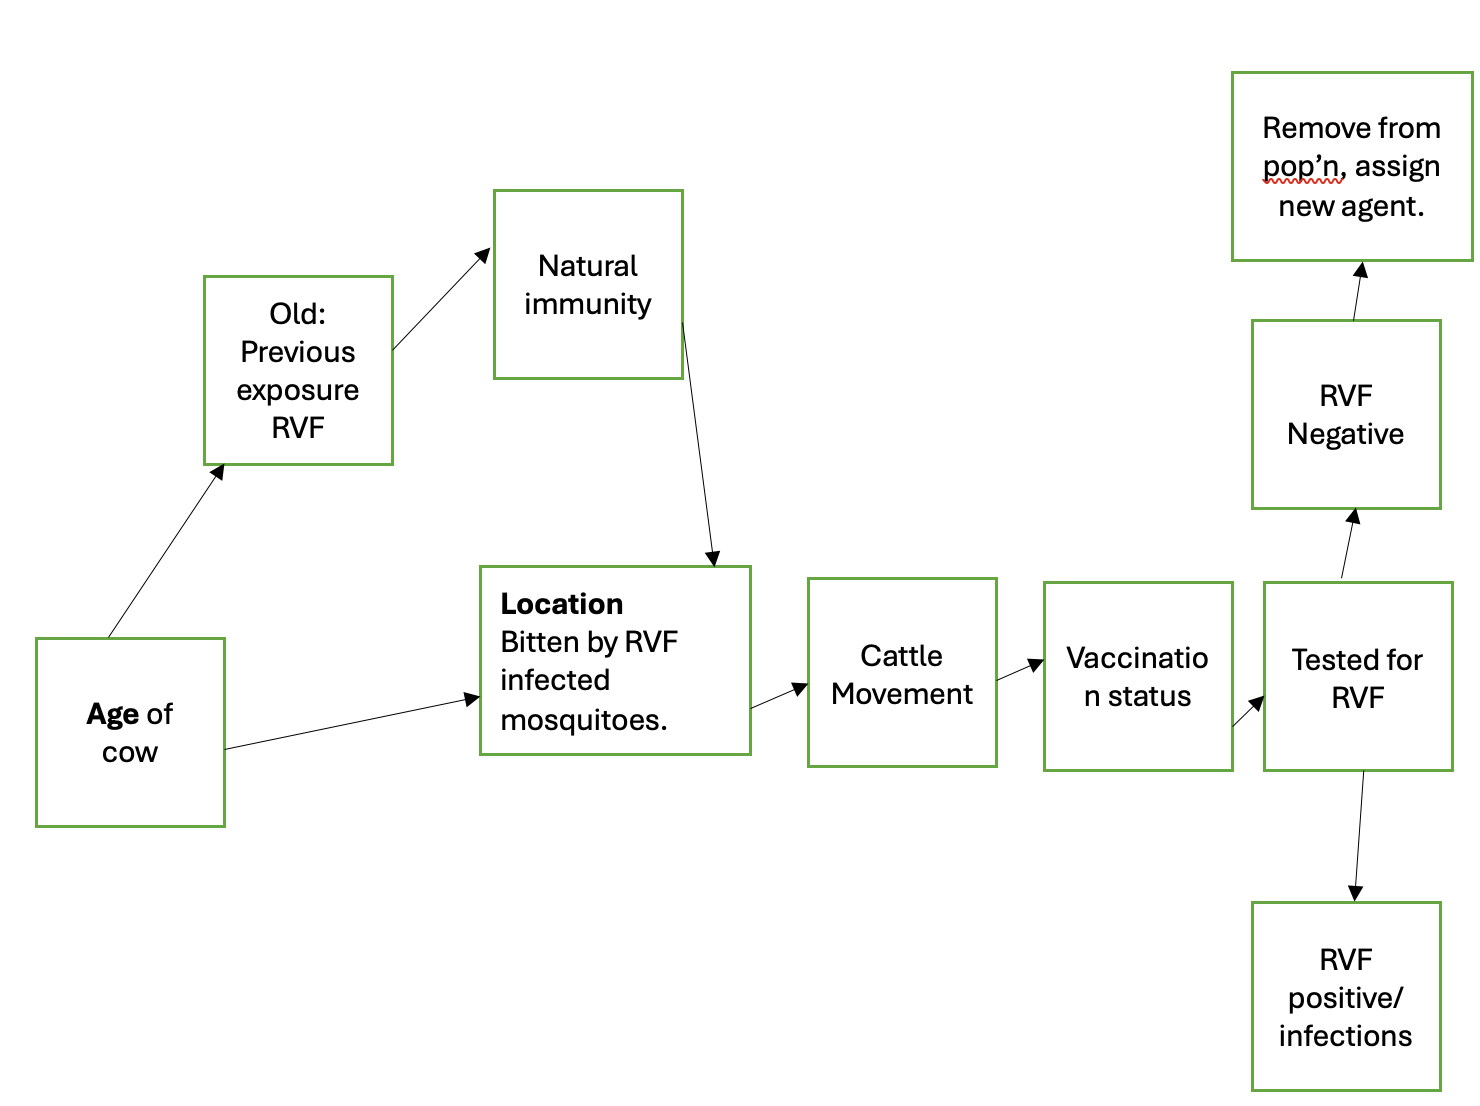 Remove from
pop’n, assign
new agent.
Natural
immunity
Old:
Previous
exposure
RVF
RVF
Negative
Location
Bitten by RVF
infected
mosquitoes.
Cattle
Movement
Vaccinatio
n status
Tested for
RVF
Age of
cow
RVF
positive/
infections